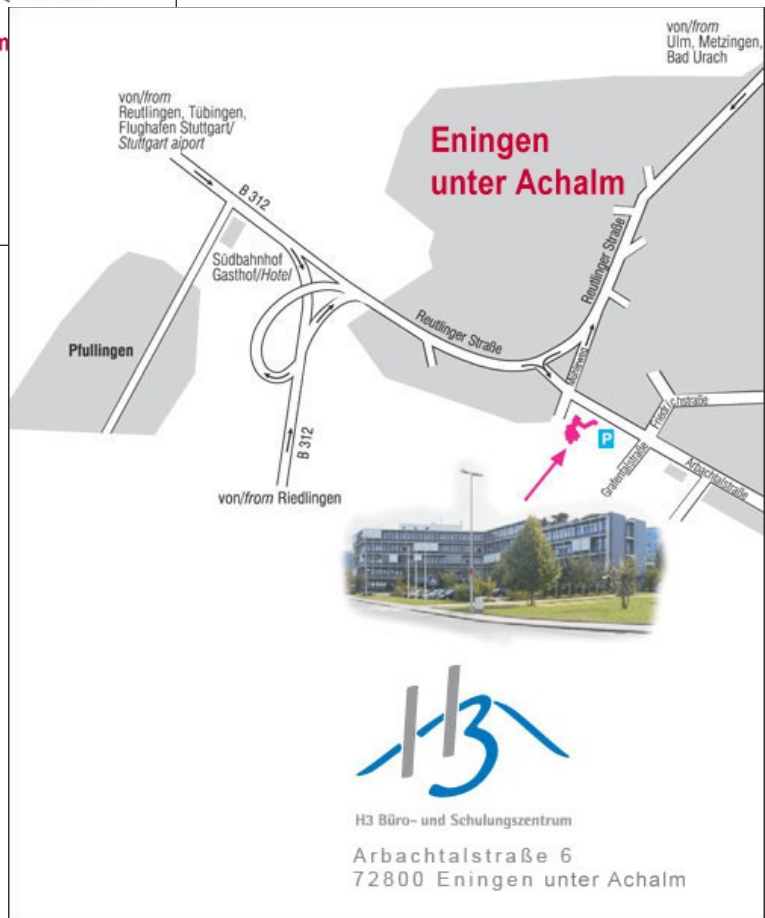 von/from
Ulm, Metzingen,
Bad Urach
von/from
Reutlingen, Tübingen,
Flughafen Stuttgart/
Stuttgart aiport
Eningen
unter Achalm
B 312
Südbahnhof
Gasthof/Hotel
Reutlinger Straße
Reutlinger Straße
Pfullingen
Mühleweg
Friedrichstraße
P
Grafentalstraße
Arbachtalstraße
B 312
von/from Riedlingen
H3
H3 Büro- und Schulungszentrum
Arbachtalstraße 6
72800 Eningen unter Achalm